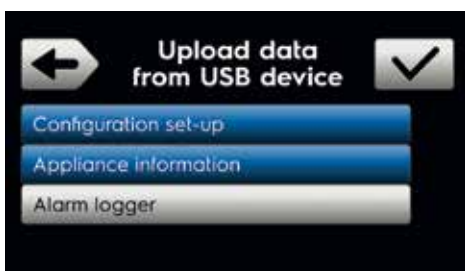 Upload data
from USB device
Configuration set-up
Appliance information
Alarm logger